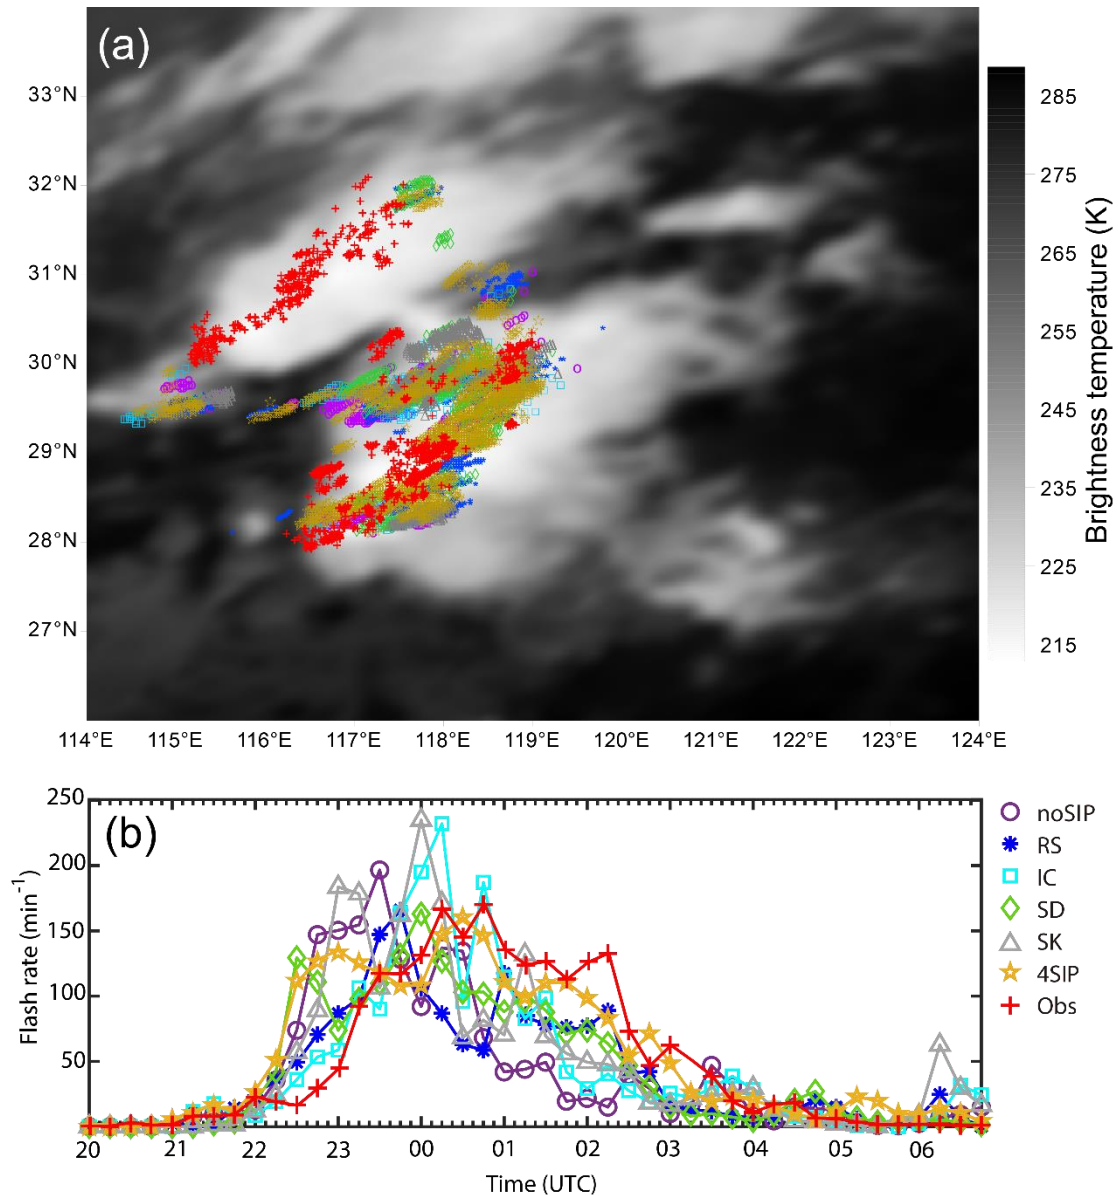 (a)
33°N
32°N
31°N
30°N
29°N
28°N
27°N
114°E 115°E 116°E 117°E 118°E 119°E 120°E 121°E 122°E 123°E 124°E
285
275
265
255
245
235
225
215
Brightness temperature (K)
(b)
250
200
150
100
50
Flash rate (min⁻¹)
20 21 22 23 00 01 02 03 04 05 06
Time (UTC)
noSIP
RS
IC
SD
SK
4SIP
Obs